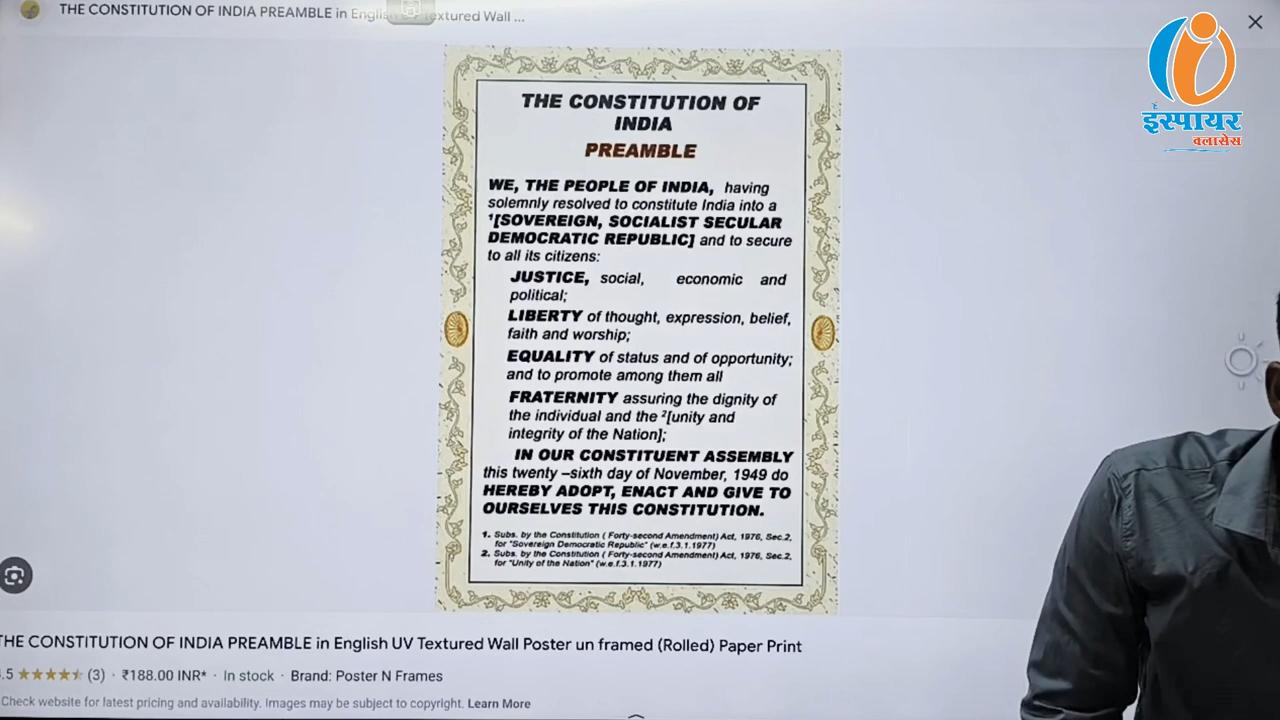 THE CONSTITUTION OF INDIA PREAMBLE in English UV Textured Wall ...
इंस्पायर
क्लासेस
THE CONSTITUTION OF
INDIA
PREAMBLE
WE, THE PEOPLE OF INDIA, having
solemnly resolved to constitute India into a
¹[SOVEREIGN, SOCIALIST SECULAR
DEMOCRATIC REPUBLIC] and to secure
to all its citizens:
JUSTICE, social, economic and
political;
LIBERTY of thought, expression, belief,
faith and worship;
EQUALITY of status and of opportunity;
and to promote among them all
FRATERNITY assuring the dignity of
the individual and the ²[unity and
integrity of the Nation];
IN OUR CONSTITUENT ASSEMBLY
this twenty –sixth day of November, 1949 do
HEREBY ADOPT, ENACT AND GIVE TO
OURSELVES THIS CONSTITUTION.
1. Subs. by the Constitution ( Forty-second Amendment) Act, 1976, Sec.2,
for "Sovereign Democratic Republic" (w.e.f.3.1.1977)
2. Subs. by the Constitution ( Forty-second Amendment) Act, 1976, Sec.2,
for "Unity of the Nation" (w.e.f.3.1.1977)
THE CONSTITUTION OF INDIA PREAMBLE in English UV Textured Wall Poster un framed (Rolled) Paper Print
.5 ★★★★★ (3) · ₹188.00 INR* · In stock · Brand: Poster N Frames
Check website for latest pricing and availability. Images may be subject to copyright. Learn More